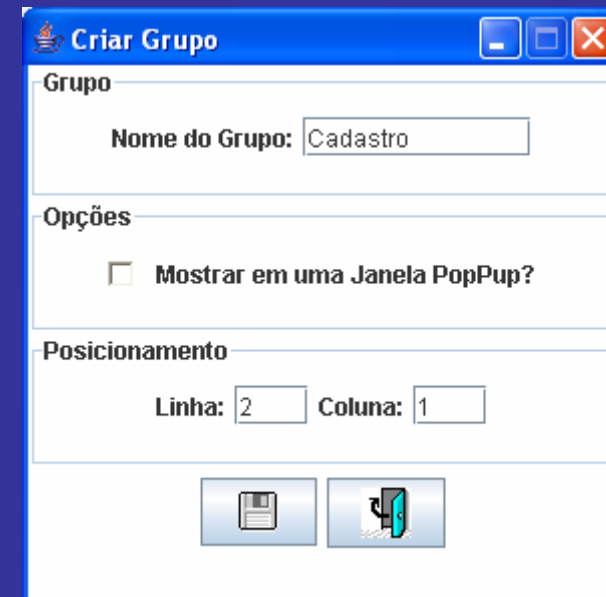 Criar Grupo
Grupo
Nome do Grupo: Cadastro
Opções
Mostrar em uma Janela PopPup?
Posicionamento
Linha: 2 Coluna: 1